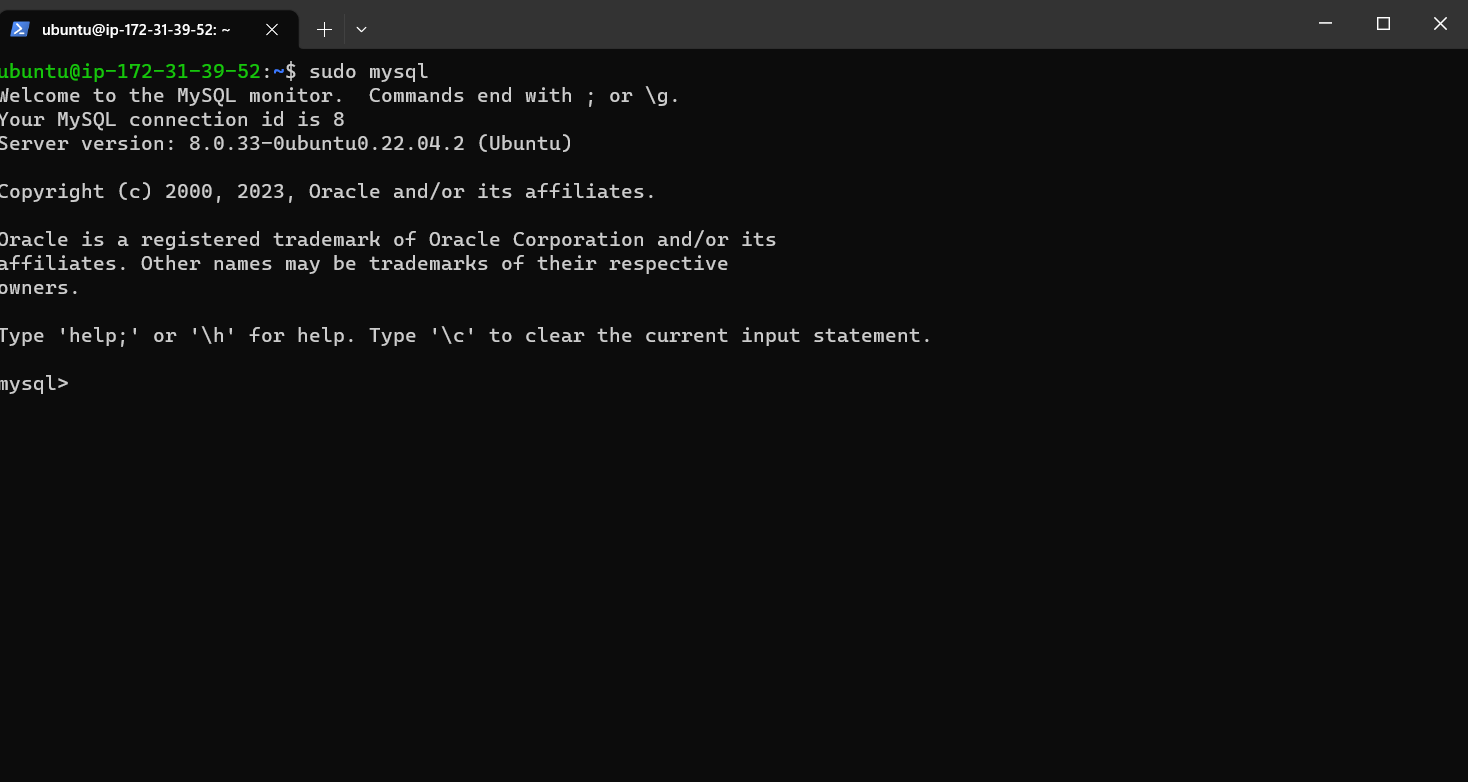 ubuntu@ip-172-31-39-52: ~
ubuntu@ip-172-31-39-52:~$ sudo mysql
Welcome to the MySQL monitor.  Commands end with ; or \g.
Your MySQL connection id is 8
Server version: 8.0.33-0ubuntu0.22.04.2 (Ubuntu)
Copyright (c) 2000, 2023, Oracle and/or its affiliates.
Oracle is a registered trademark of Oracle Corporation and/or its
affiliates. Other names may be trademarks of their respective
owners.
Type 'help;' or '\h' for help. Type '\c' to clear the current input statement.
mysql>